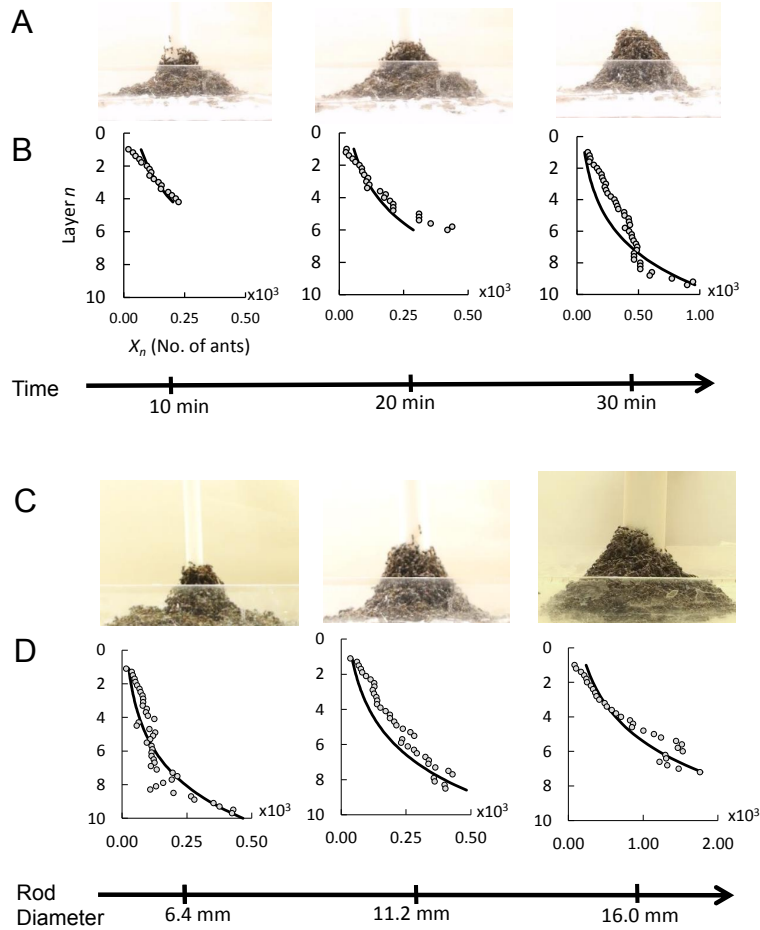 A
B
0
2
4
6
8
10
Layer n
0.00 0.25 0.50
x10³
Xₙ (No. of ants)
0
2
4
6
8
10
0.00 0.25 0.50
x10³
0
2
4
6
8
10
0.00 0.50 1.00
x10³
Time
10 min 20 min 30 min
C
D
0
2
4
6
8
10
0.00 0.25 0.50
x10³
0
2
4
6
8
10
0.00 0.25 0.50
x10³
0
2
4
6
8
10
0.00 1.00 2.00
x10³
Rod
Diameter
6.4 mm 11.2 mm 16.0 mm